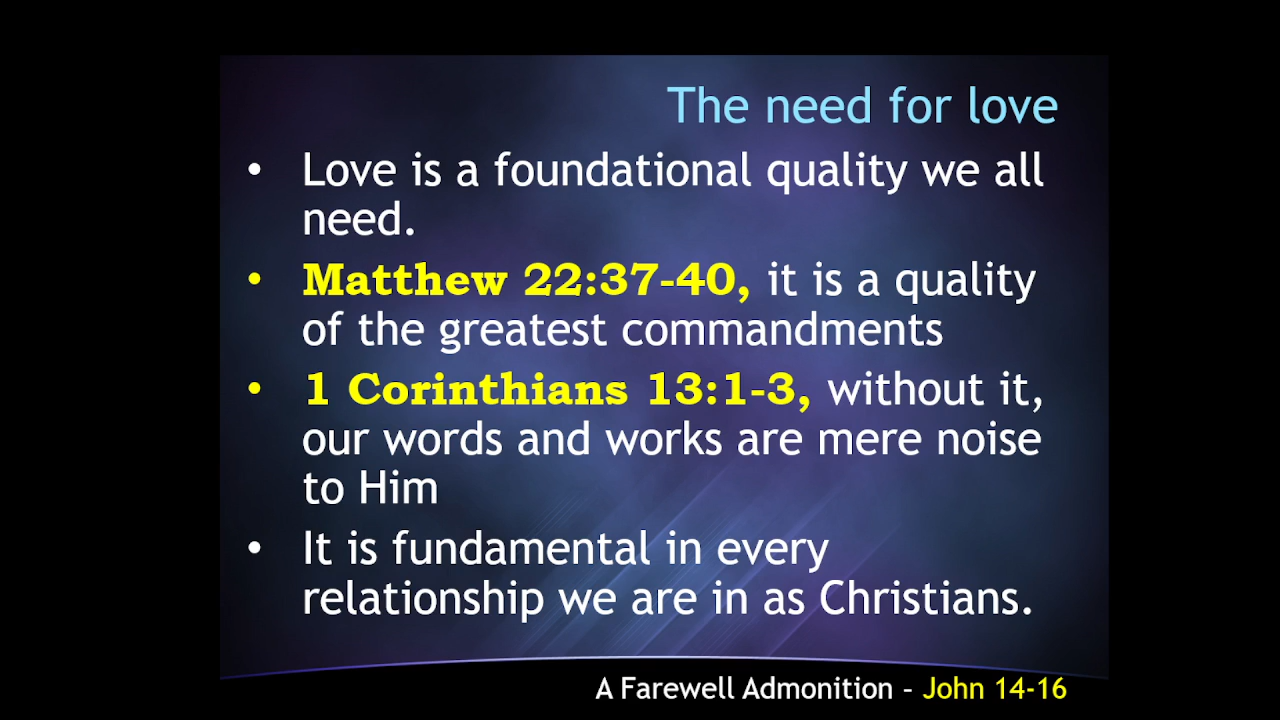 The need for love
• Love is a foundational quality we all
need.
• Matthew 22:37-40, it is a quality
of the greatest commandments
• 1 Corinthians 13:1-3, without it,
our words and works are mere noise
to Him
• It is fundamental in every
relationship we are in as Christians.
A Farewell Admonition – John 14-16